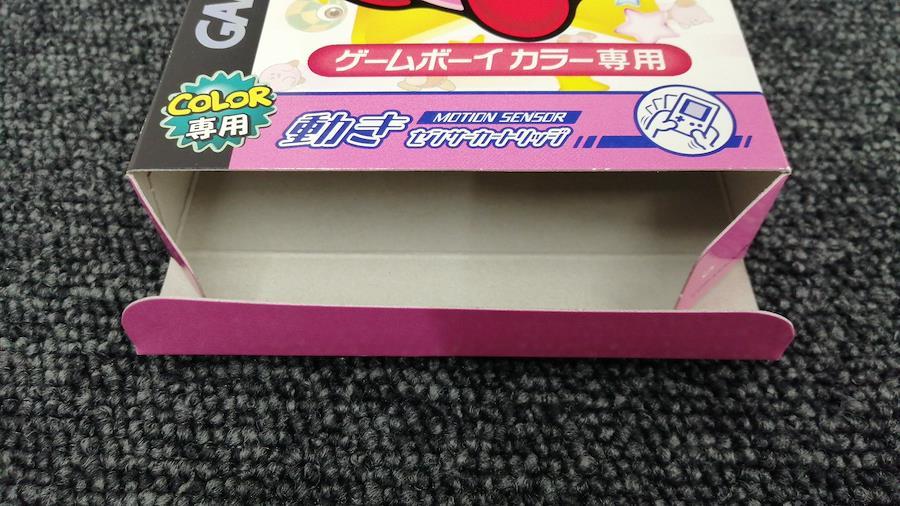 GA
ゲームボーイ カラー専用
COLOR
専用
動き
MOTION SENSOR
センサーカートリッジ